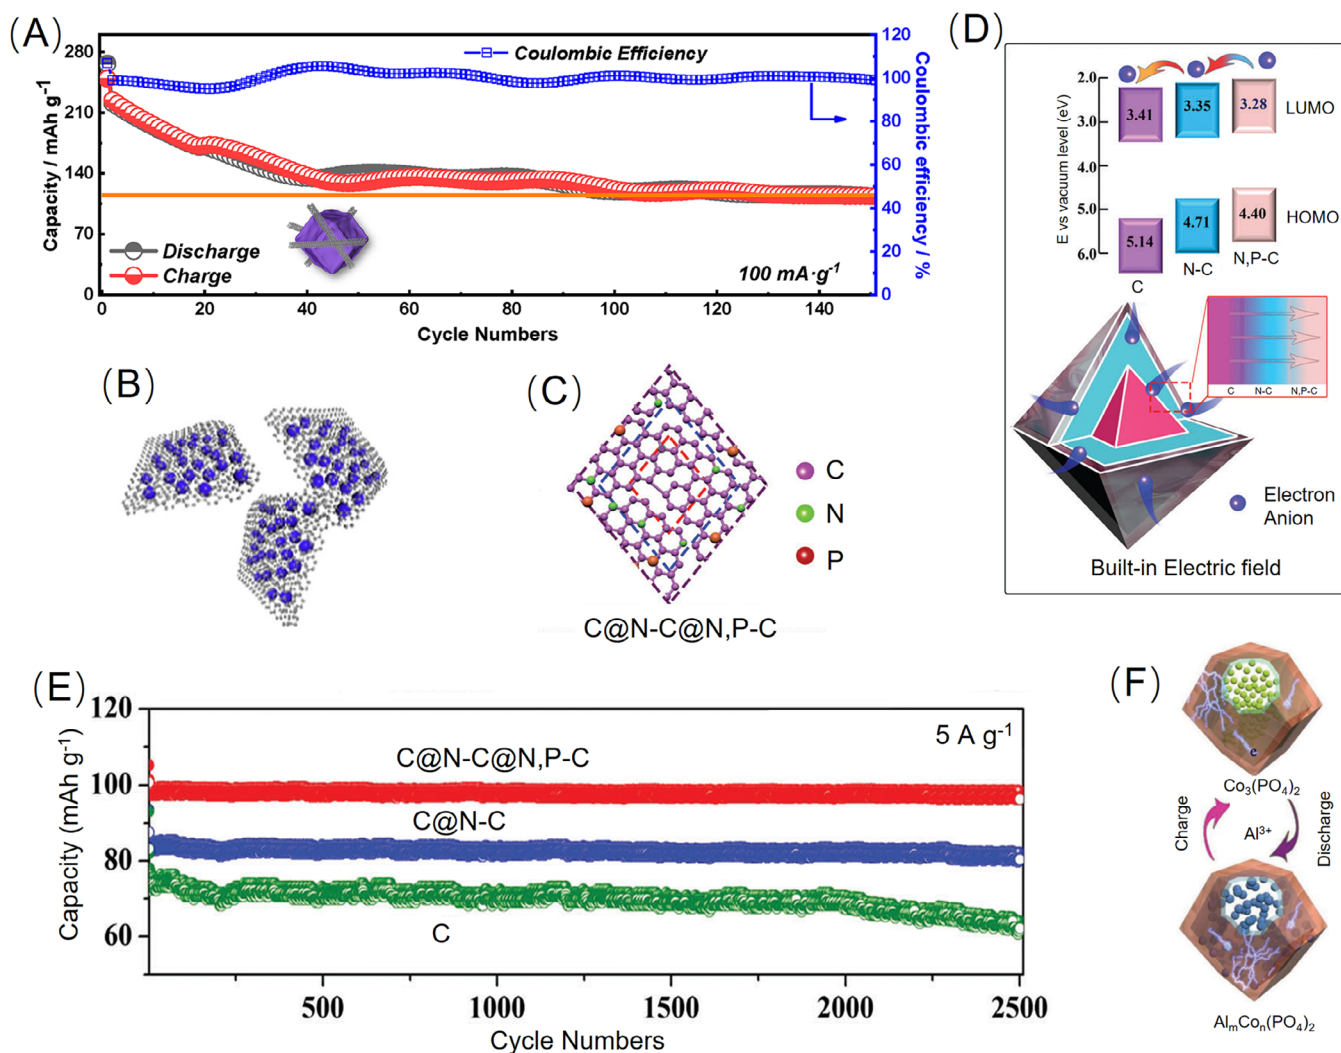 (A)
280
210
140
70
0
Capacity / mAh g⁻¹
Coulombic Efficiency
Discharge
Charge
100 mA·g⁻¹
0 20 40 60 80 100 120 140
Cycle Numbers
120
100
80
60
40
20
0
Coulombic efficiency / %
(B)
(C)
C
N
P
C@N-C@N,P-C
(D)
E vs vacuum level (eV)
2.0
3.0
5.0
6.0
3.41
3.35
3.28
LUMO
5.14
4.71
4.40
HOMO
C
N-C
N,P-C
C N-C N,P-C
Electron
Anion
Built-in Electric field
(E)
120
100
80
60
Capacity (mAh g⁻¹)
5 A g⁻¹
C@N-C@N,P-C
C@N-C
C
500 1000 1500 2000 2500
Cycle Numbers
(F)
e
Co₃(PO₄)₂
Charge
Al³⁺
Discharge
AlₘCoₙ(PO₄)₂